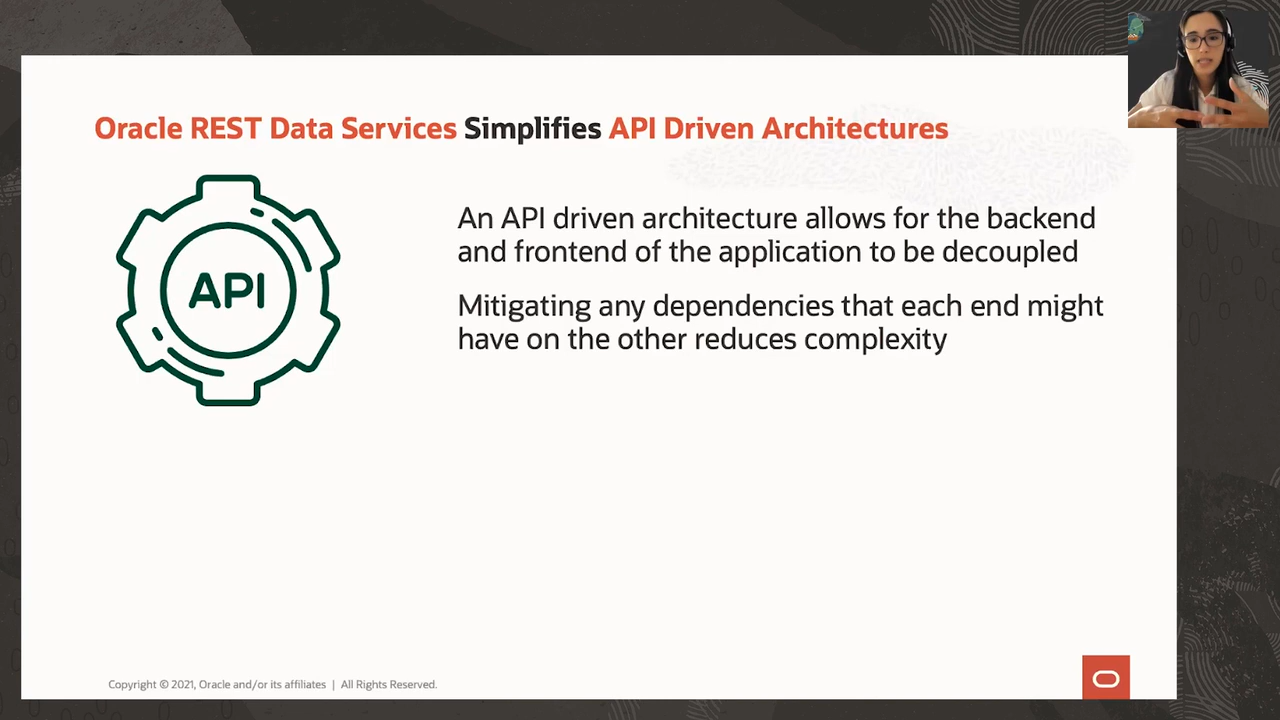 Oracle REST Data Services Simplifies API Driven Architectures
API
An API driven architecture allows for the backend
and frontend of the application to be decoupled
Mitigating any dependencies that each end might
have on the other reduces complexity
Copyright © 2021, Oracle and/or its affiliates | All Rights Reserved.